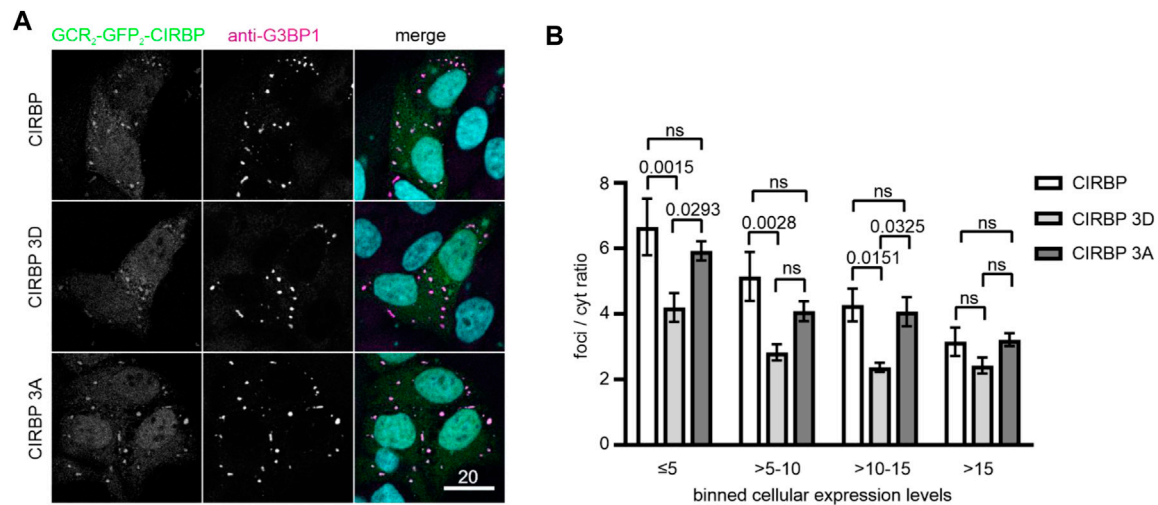 A
GCR₂-GFP₂-CIRBP anti-G3BP1 merge
CIRBP
CIRBP 3D
CIRBP 3A
20
B
foci / cyt ratio
8
6
4
2
0
ns
0.0015
0.0293
ns
0.0028
ns
ns
0.0325
0.0151
ns
ns
ns
≤5 >5-10 >10-15 >15
binned cellular expression levels
CIRBP
CIRBP 3D
CIRBP 3A